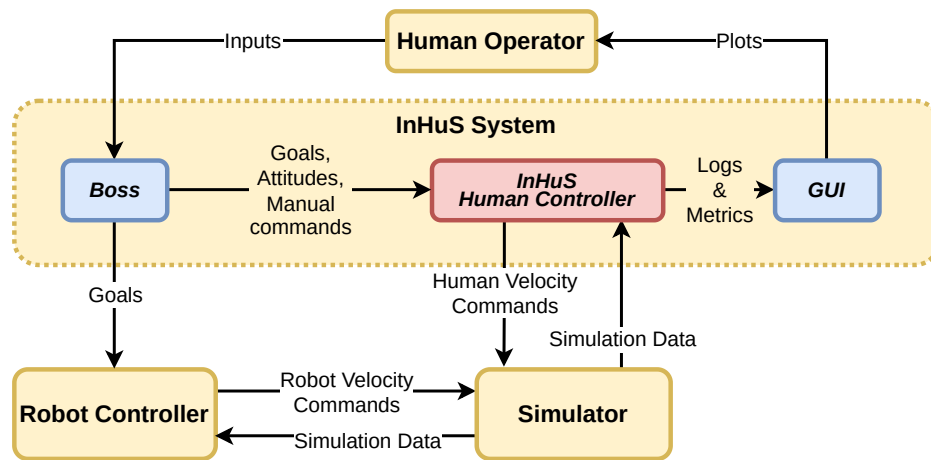 Inputs
Human Operator
Plots
InHuS System
Boss
Goals,
Attitudes,
Manual
commands
InHuS
Human Controller
Logs
&
Metrics
GUI
Goals
Human Velocity
Commands
Simulation Data
Robot Controller
Robot Velocity
Commands
Simulation Data
Simulator